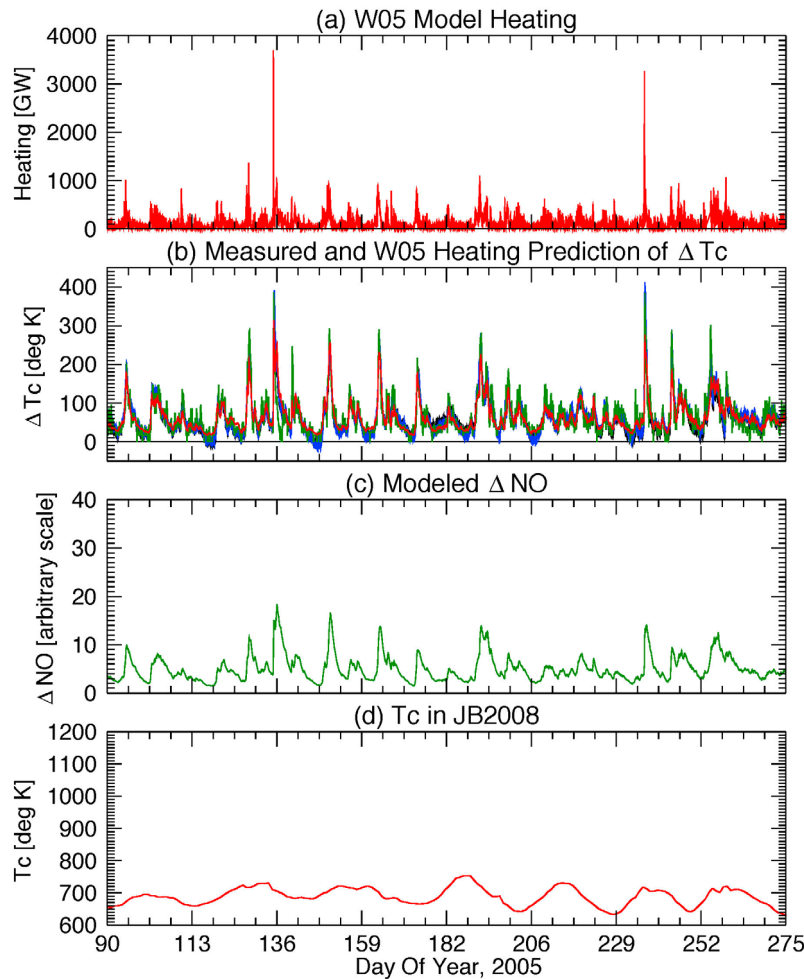 (a) W05 Model Heating
4000
3000
2000
1000
0
Heating [GW]
(b) Measured and W05 Heating Prediction of Δ Tc
400
300
200
100
0
Δ Tc [deg K]
(c) Modeled Δ NO
40
30
20
10
0
Δ NO [arbitrary scale]
(d) Tc in JB2008
1200
1100
1000
900
800
700
600
Tc [deg K]
90 113 136 159 182 206 229 252 275
Day Of Year, 2005